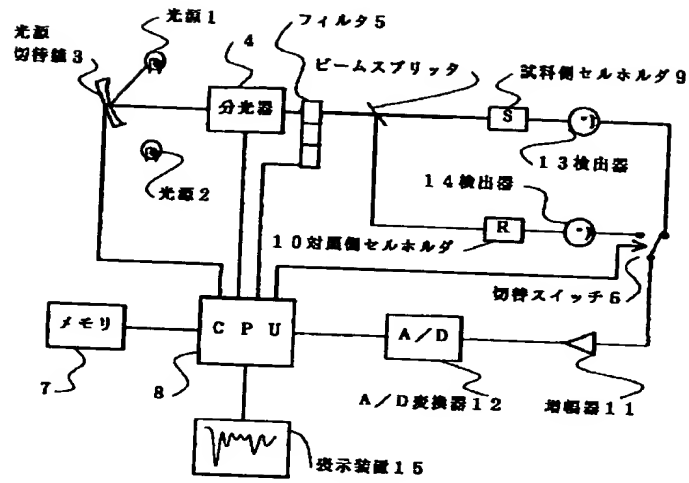 光源1
フィルタ5
光源
切替鏡3
4
ビームスプリッタ
試料側セルホルダ9
分光器
S
13検出器
光源2
14検出器
R
10対照側セルホルダ
切替スイッチ6
メモリ
CPU
A/D
7
8
A/D変換器12
増幅器11
表示装置15